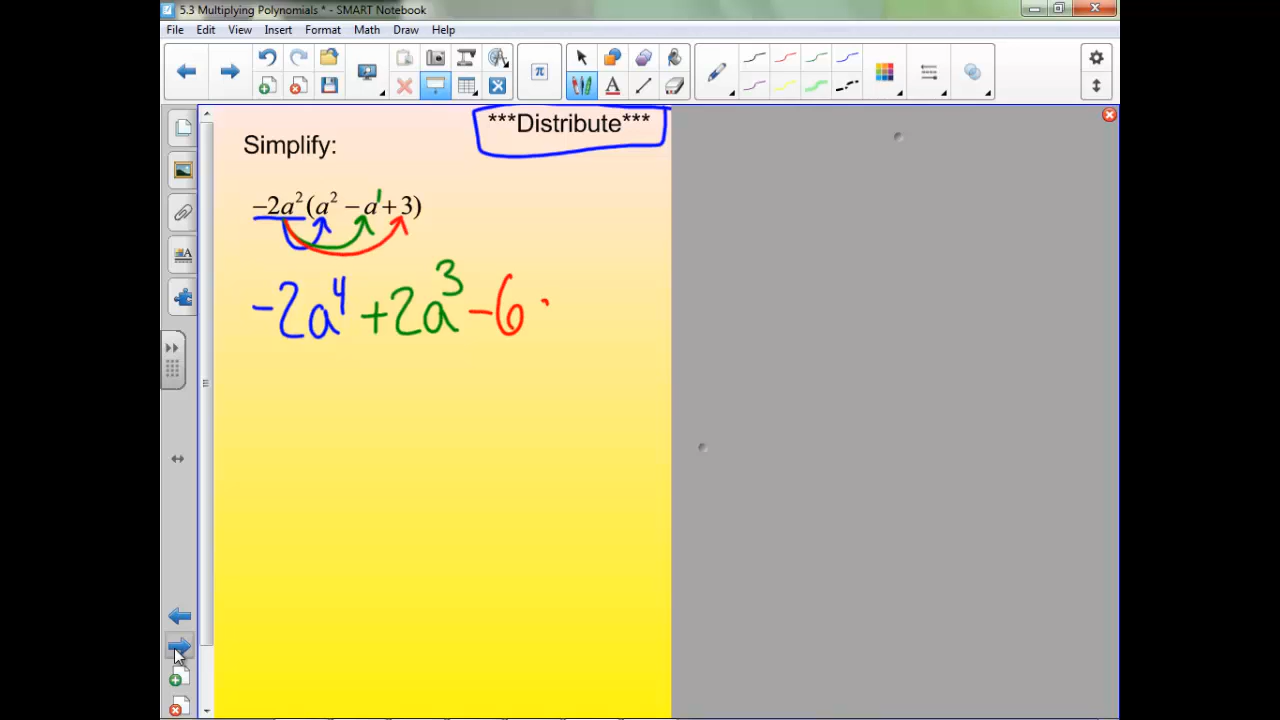 5.3 Multiplying Polynomials * - SMART Notebook
File Edit View Insert Format Math Draw Help
***Distribute***
Simplify:
−2a²(a² − a¹ + 3)
-2a⁴ +2a³ -6